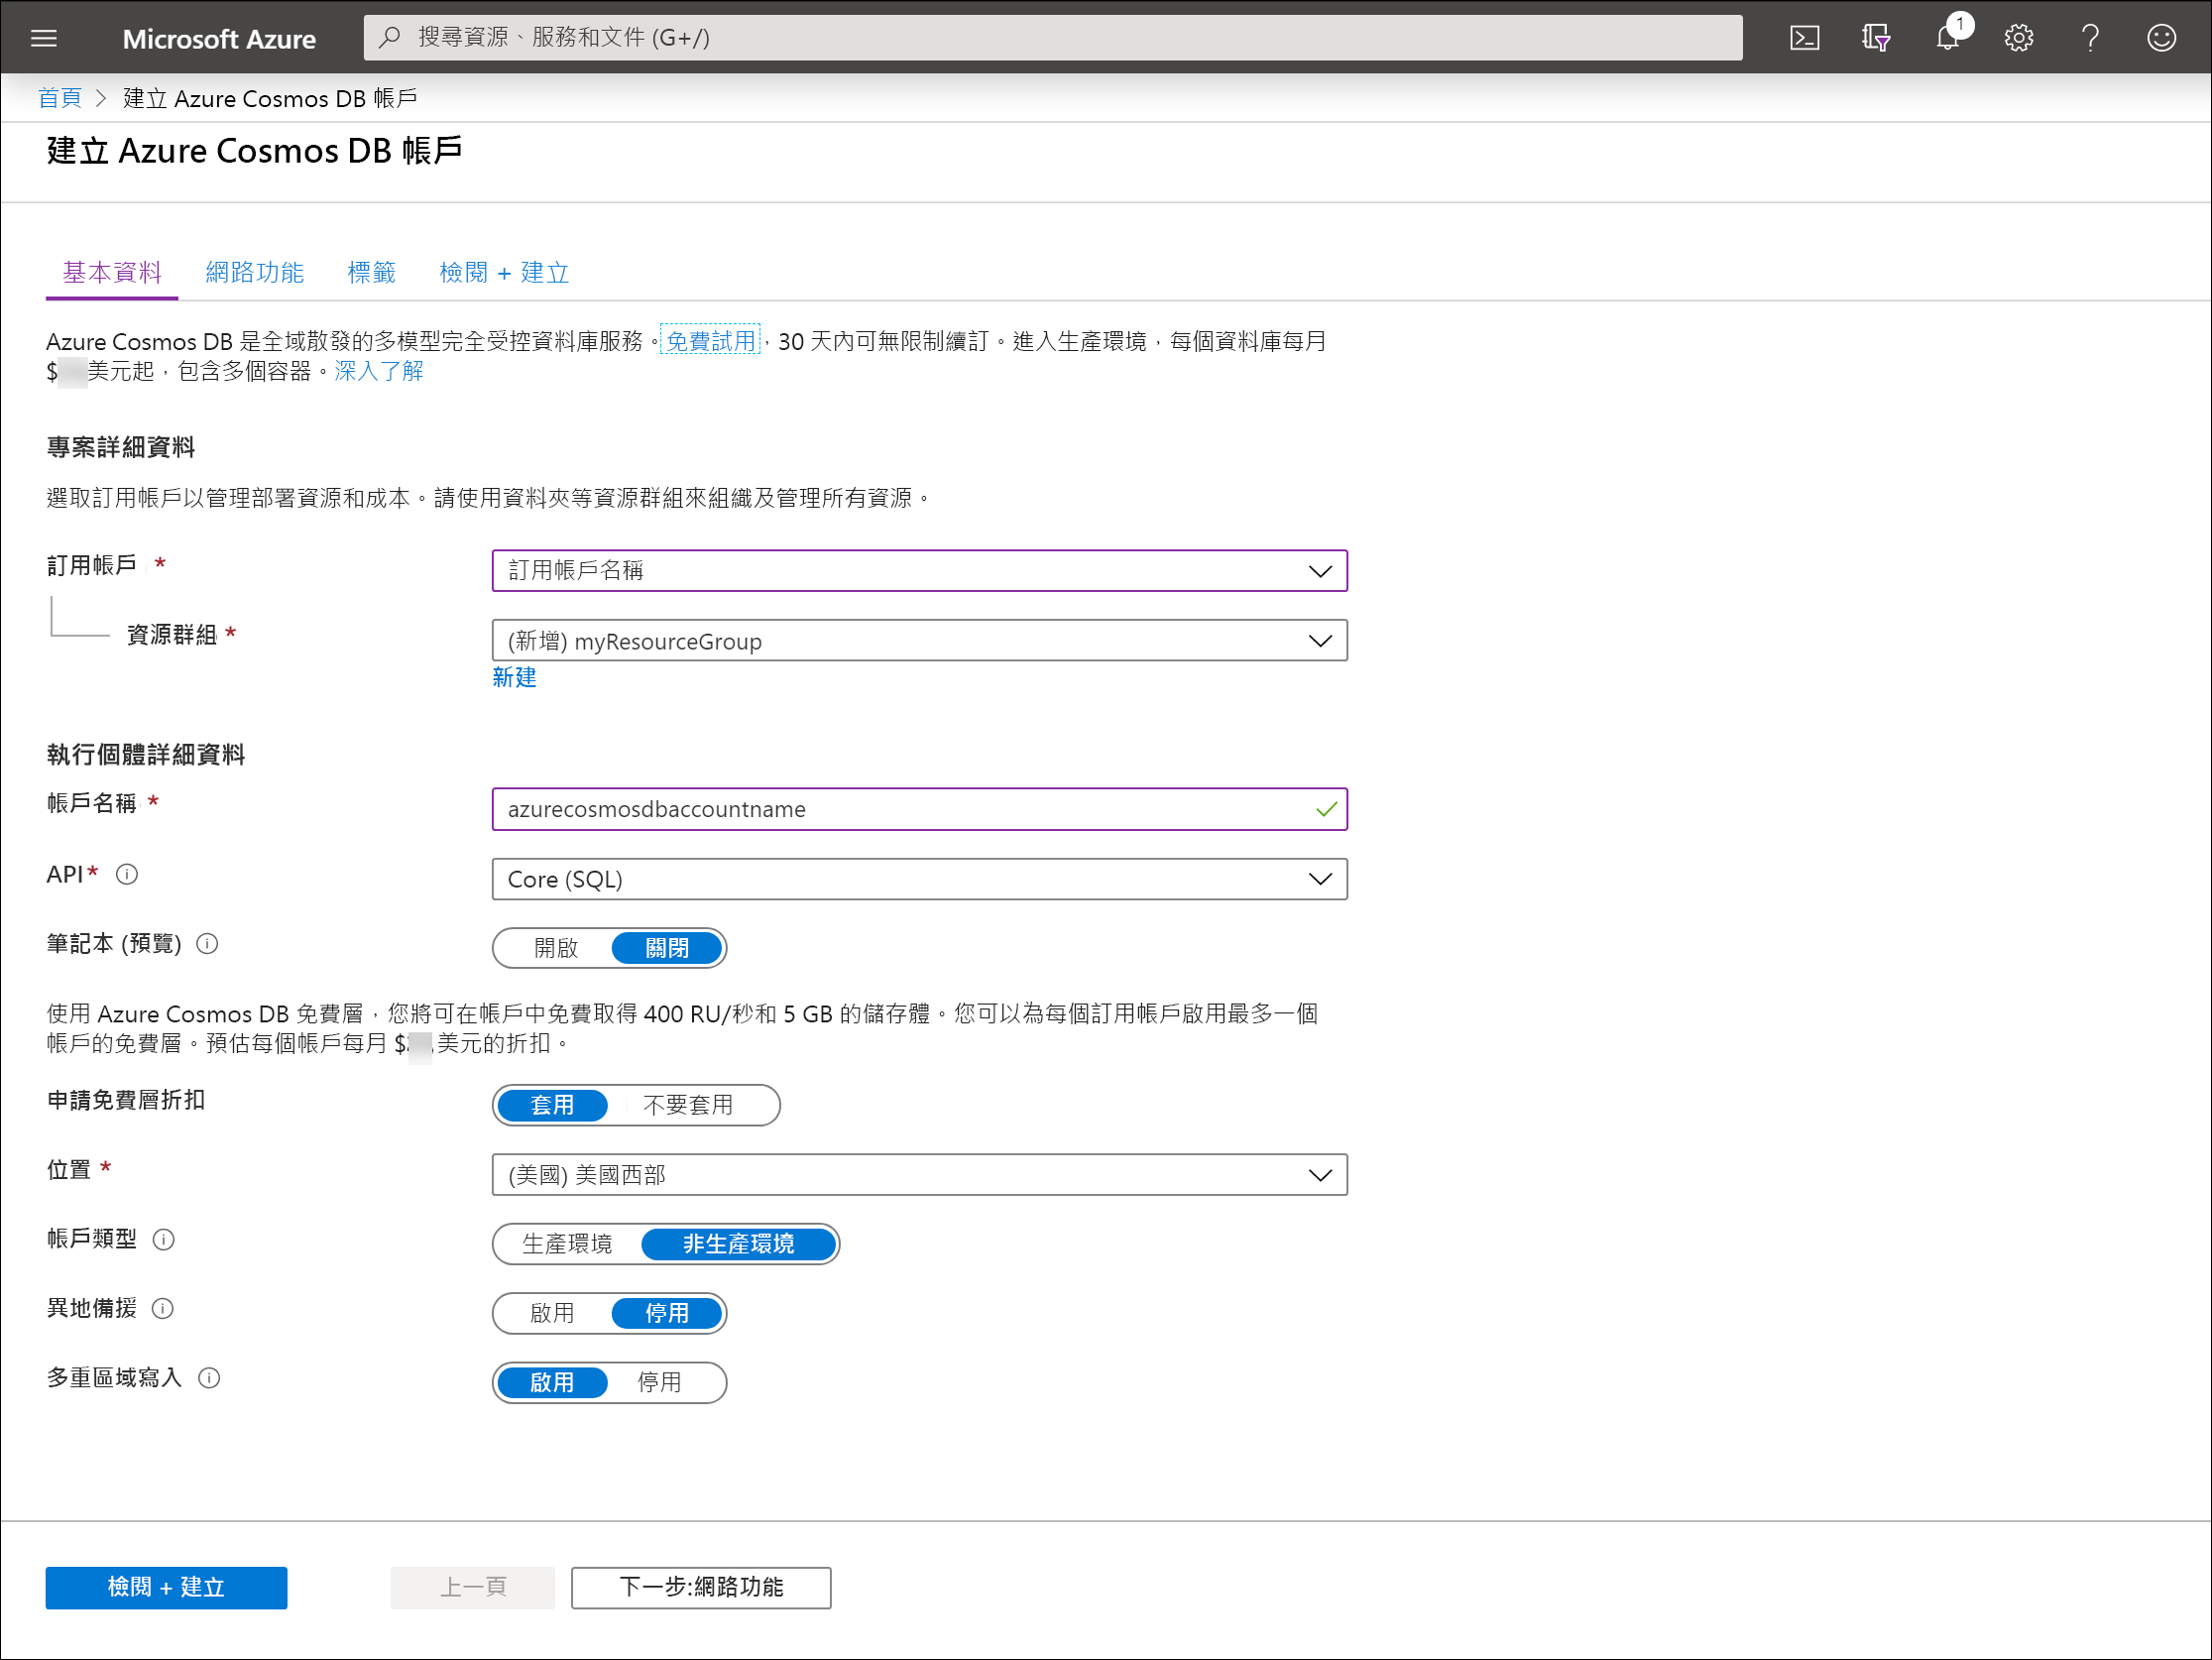 Microsoft Azure
搜尋資源、服務和文件 (G+/)
1
首頁 > 建立 Azure Cosmos DB 帳戶
建立 Azure Cosmos DB 帳戶
基本資料 網路功能 標籤 檢閱 + 建立
Azure Cosmos DB 是全域散發的多模型完全受控資料庫服務。免費試用，30 天內可無限制續訂。進入生產環境，每個資料庫每月
$ 美元起，包含多個容器。深入了解
專案詳細資料
選取訂用帳戶以管理部署資源和成本。請使用資料夾等資源群組來組織及管理所有資源。
訂用帳戶 *
訂用帳戶名稱
資源群組 *
(新增) myResourceGroup
新建
執行個體詳細資料
帳戶名稱 *
azurecosmosdbaccountname
API *
Core (SQL)
筆記本 (預覽)
開啟 關閉
使用 Azure Cosmos DB 免費層，您將可在帳戶中免費取得 400 RU/秒和 5 GB 的儲存體。您可以為每個訂用帳戶啟用最多一個
帳戶的免費層。預估每個帳戶每月 $ 美元的折扣。
申請免費層折扣
套用 不要套用
位置 *
(美國) 美國西部
帳戶類型
生產環境 非生產環境
異地備援
啟用 停用
多重區域寫入
啟用 停用
檢閱 + 建立 上一頁 下一步:網路功能